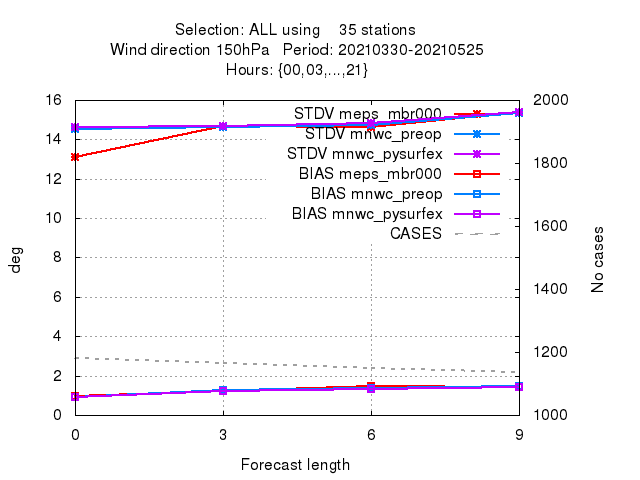 Selection: ALL using    35 stations
Wind direction 150hPa   Period: 20210330-20210525
Hours: {00,03,...,21}
16 2000
STDV meps_mbr000
14 STDV mnwc_preop
STDV mnwc_pysurfex 1800
12 BIAS meps_mbr000
BIAS mnwc_preop
10 BIAS mnwc_pysurfex 1600
CASES
deg
No cases
8
6 1400
4
1200
2
0 1000
0 3 6 9
Forecast length